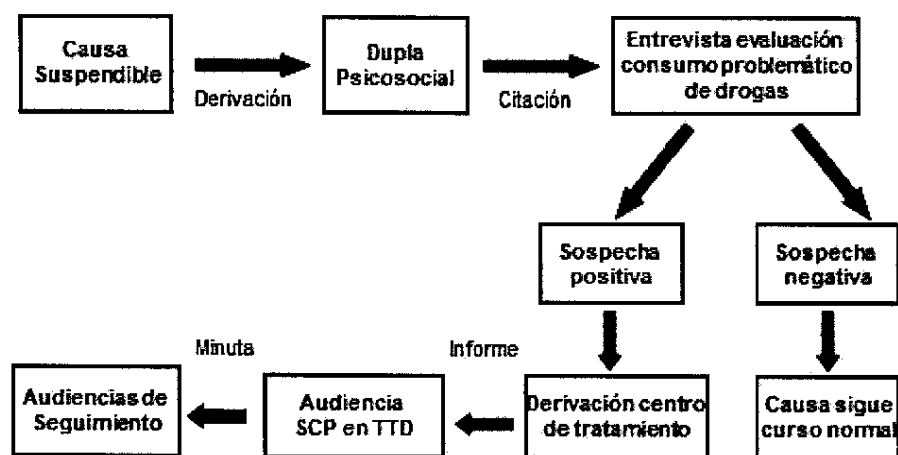 Causa
Suspendible
Derivación
Dupla
Psicosocial
Citación
Entrevista evaluación
consumo problemático
de drogas
Sospecha
positiva
Sospecha
negativa
Minuta
Informe
Audiencias de
Seguimiento
Audiencia
SCP en TTD
Derivación centro
de tratamiento
Causa sigue
curso normal